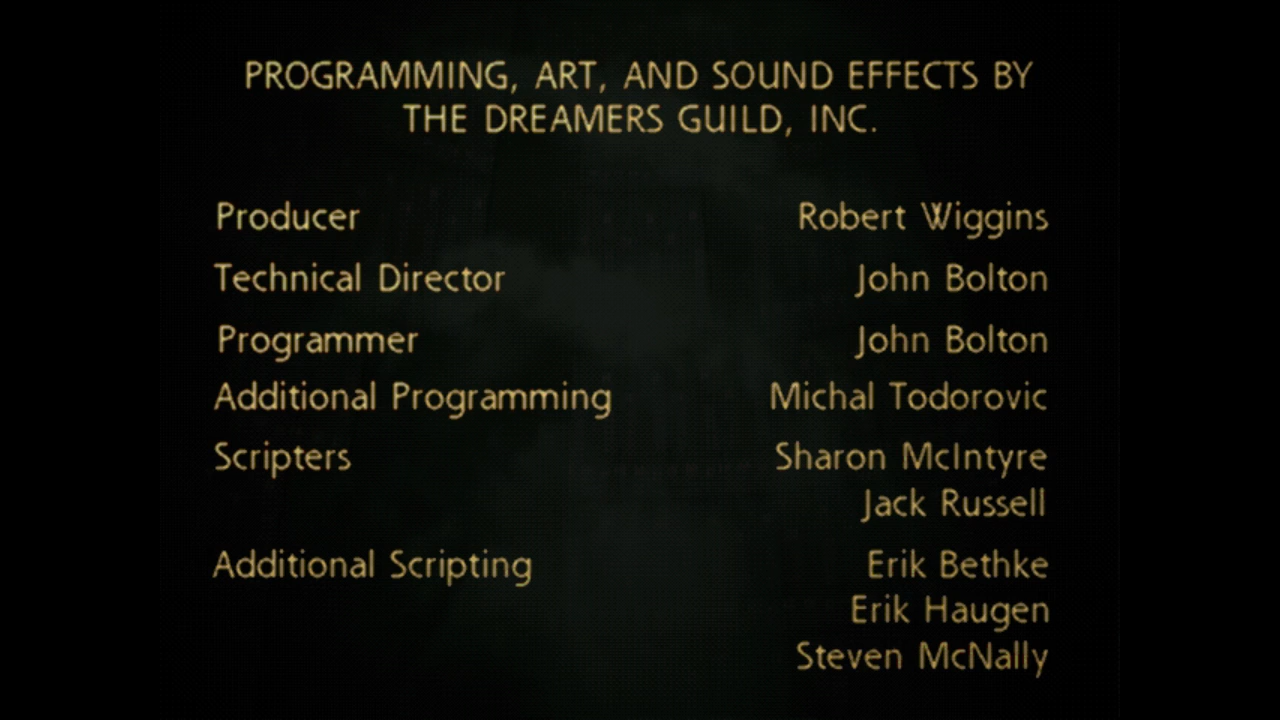 PROGRAMMING, ART, AND SOUND EFFECTS BY
THE DREAMERS GUILD, INC.
Producer Robert Wiggins
Technical Director John Bolton
Programmer John Bolton
Additional Programming Michal Todorovic
Scripters Sharon McIntyre
Jack Russell
Additional Scripting Erik Bethke
Erik Haugen
Steven McNally